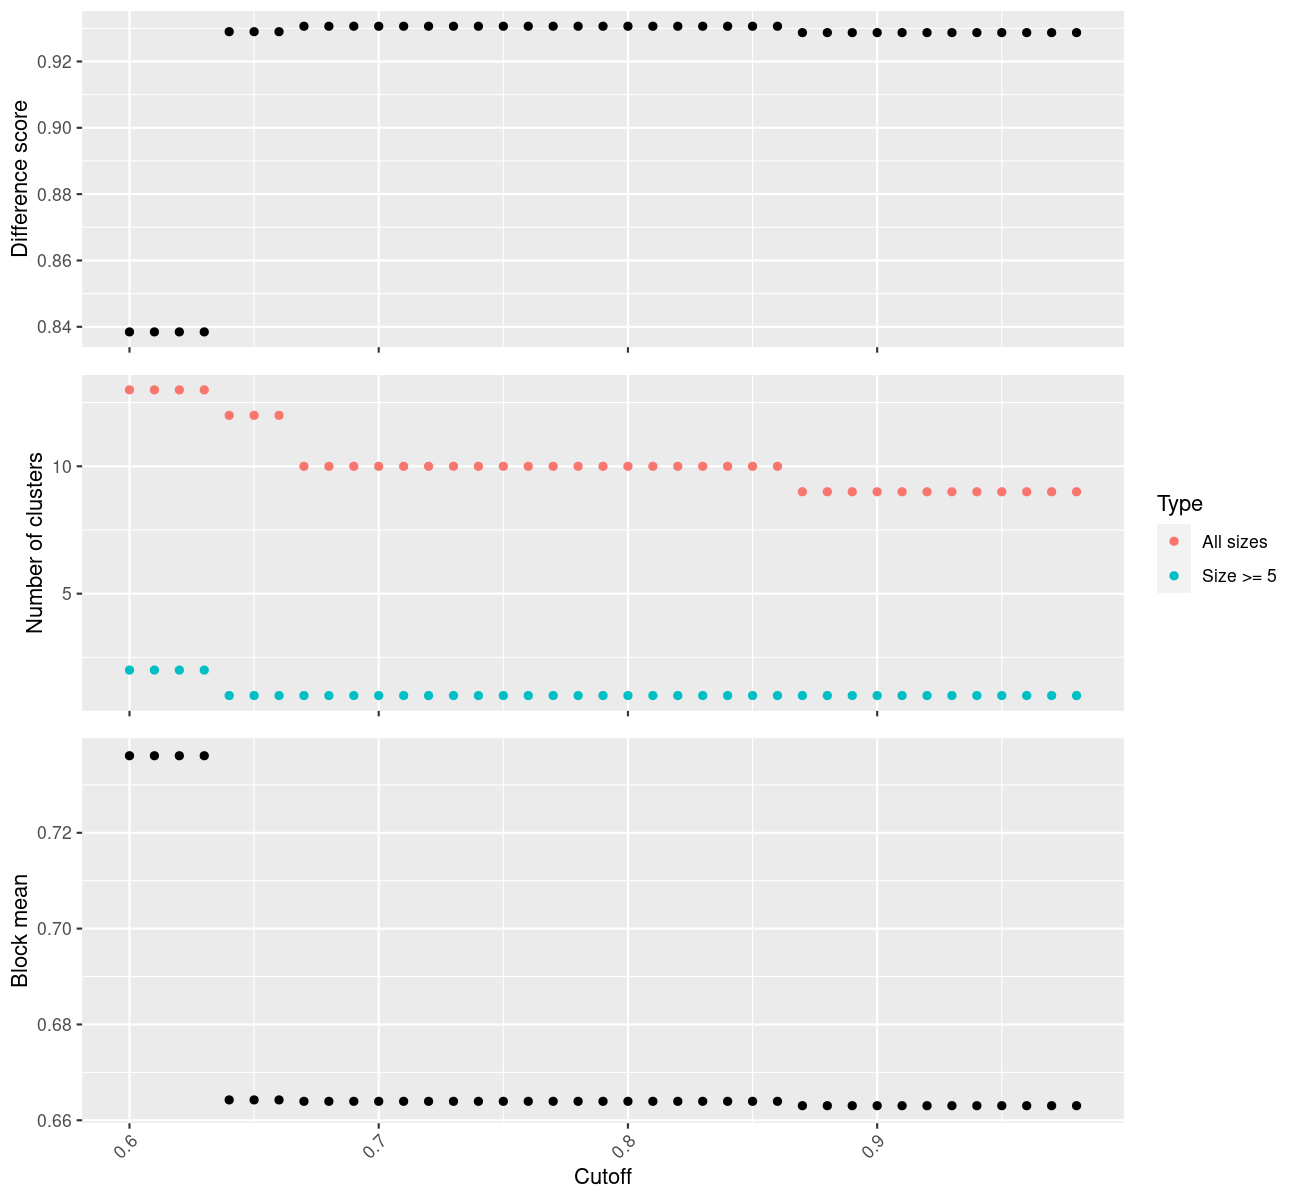 Difference score
0.92
0.90
0.88
0.86
0.84
Number of clusters
10
5
Type
All sizes
Size >= 5
Block mean
0.72
0.70
0.68
0.66
0.6
0.7
0.8
0.9
Cutoff